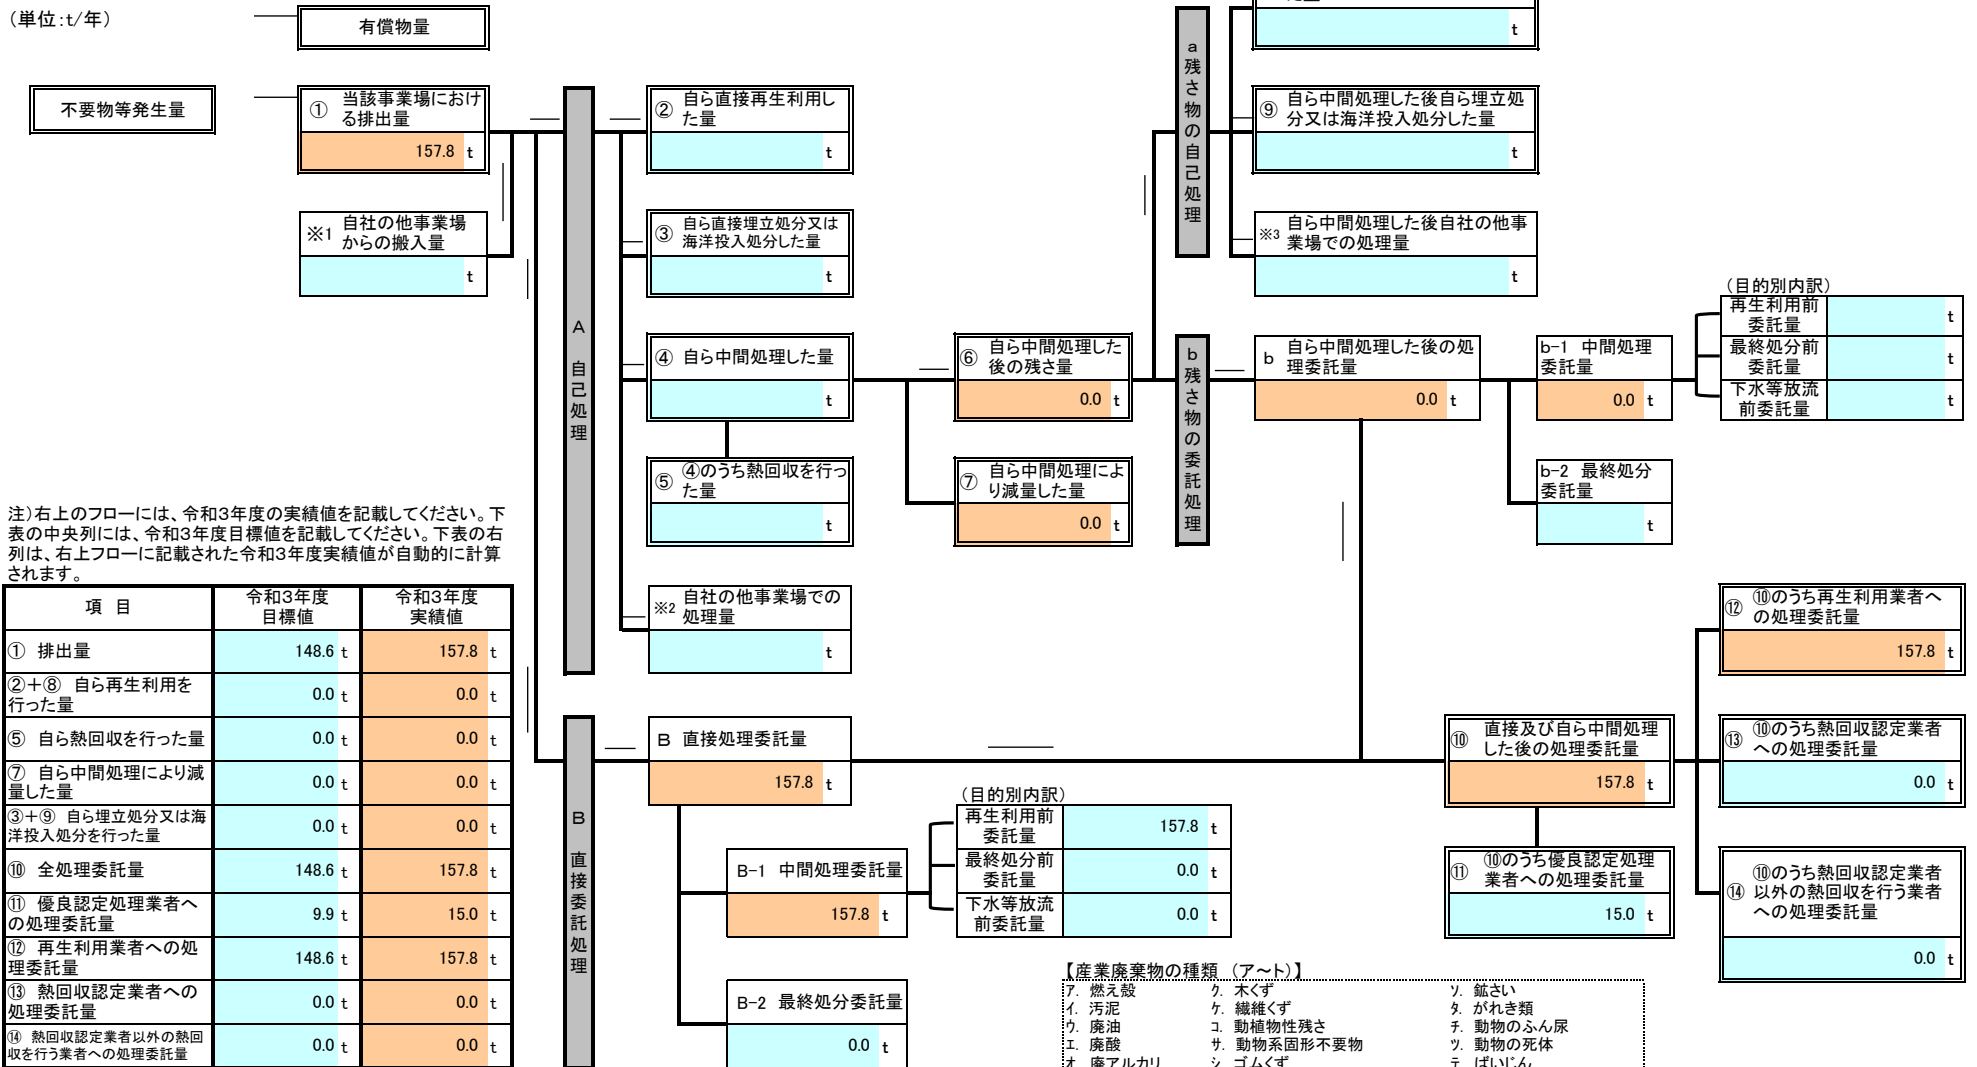 (単位:t/年)
有償物量
t
不要物等発生量
① 当該事業場におけ
る排出量
157.8 t
※1 自社の他事業場
からの搬入量
t
A 自己処理
② 自ら直接再生利用し
た量
t
③ 自ら直接埋立処分又は
海洋投入処分した量
t
④ 自ら中間処理した量
t
⑤ ④のうち熱回収を行っ
た量
t
※2 自社の他事業場での
処理量
t
⑥ 自ら中間処理した
後の残さ量
0.0 t
⑦ 自ら中間処理によ
り減量した量
0.0 t
a残さ物の自己処理
⑨ 自ら中間処理した後自ら埋立処
分又は海洋投入処分した量
t
※3 自ら中間処理した後自社の他事
業場での処理量
t
b残さ物の委託処理
b 自ら中間処理した後の処
理委託量
0.0 t
b-1 中間処理
委託量
0.0 t
b-2 最終処分
委託量
t
(目的別内訳)
再生利用前
委託量 t
最終処分前
委託量 t
下水等放流
前委託量 t
注)右上のフローには、令和3年度の実績値を記載してください。下
表の中央列には、令和3年度目標値を記載してください。下表の右
列は、右上フローに記載された令和3年度実績値が自動的に計算
されます。
項 目 令和3年度目標値 令和3年度実績値
① 排出量 148.6 t 157.8 t
②+⑧ 自ら再生利用を
行った量 0.0 t 0.0 t
⑤ 自ら熱回収を行った量 0.0 t 0.0 t
⑦ 自ら中間処理により減
量した量 0.0 t 0.0 t
③+⑨ 自ら埋立処分又は海
洋投入処分を行った量 0.0 t 0.0 t
⑩ 全処理委託量 148.6 t 157.8 t
⑪ 優良認定処理業者へ
の処理委託量 9.9 t 15.0 t
⑫ 再生利用業者への処
理委託量 148.6 t 157.8 t
⑬ 熱回収認定業者への
処理委託量 0.0 t 0.0 t
⑭ 熱回収認定業者以外の熱回
収を行う業者への処理委託量 0.0 t 0.0 t
B 直接委託処理
B 直接処理委託量
157.8 t
B-1 中間処理委託量
157.8 t
B-2 最終処分委託量
0.0 t
(目的別内訳)
再生利用前
委託量 157.8 t
最終処分前
委託量 0.0 t
下水等放流
前委託量 0.0 t
⑩ 直接及び自ら中間処理
した後の処理委託量
157.8 t
⑪ ⑩のうち優良認定処理
業者への処理委託量
15.0 t
⑫ ⑩のうち再生利用業者へ
の処理委託量
157.8 t
⑬ ⑩のうち熱回収認定業者
への処理委託量
0.0 t
⑭ ⑩のうち熱回収認定業者
以外の熱回収を行う業者
への処理委託量
0.0 t
【産業廃棄物の種類 (ア~ト)】
ア. 燃え殻 ク. 木くず ソ. 鉱さい
イ. 汚泥 ケ. 繊維くず タ. がれき類
ウ. 廃油 コ. 動植物性残さ チ. 動物のふん尿
エ. 廃酸 サ. 動物系固形不要物 ツ. 動物の死体
オ. 廃アルカリ シ. ゴムくず テ. ばいじん